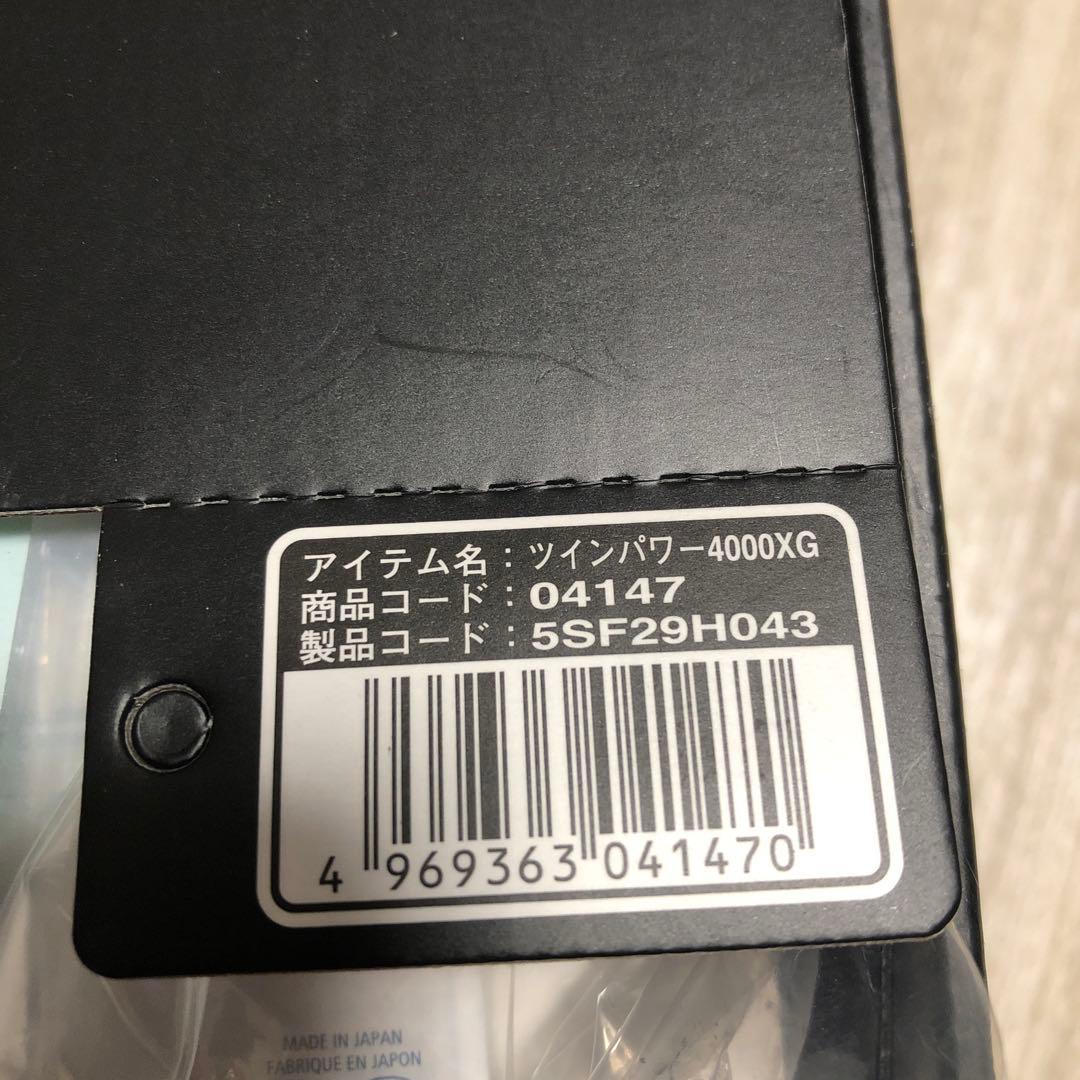 アイテム名：ツインパワー4000XG
商品コード：04147
製品コード：5SF29H043
4 969363 041470
MADE IN JAPAN
FABRIQUE EN JAPON